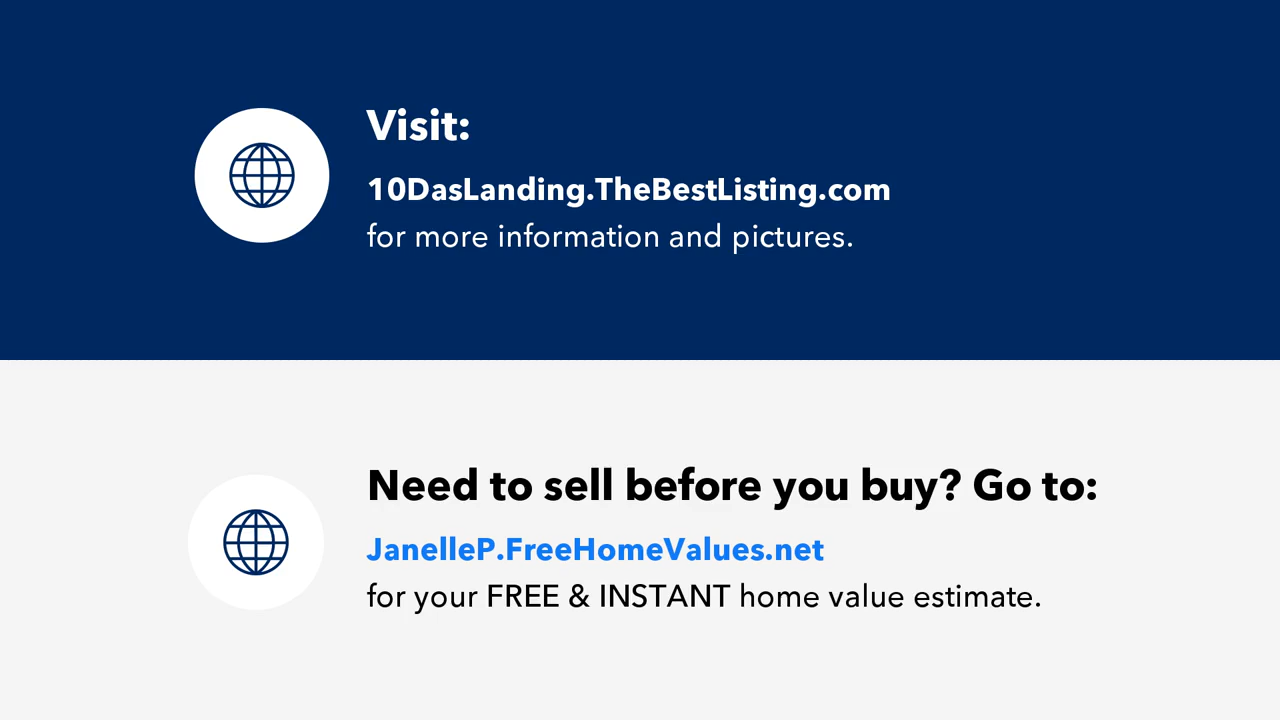 Visit:
10DasLanding.TheBestListing.com
for more information and pictures.
Need to sell before you buy? Go to:
JanelleP.FreeHomeValues.net
for your FREE & INSTANT home value estimate.